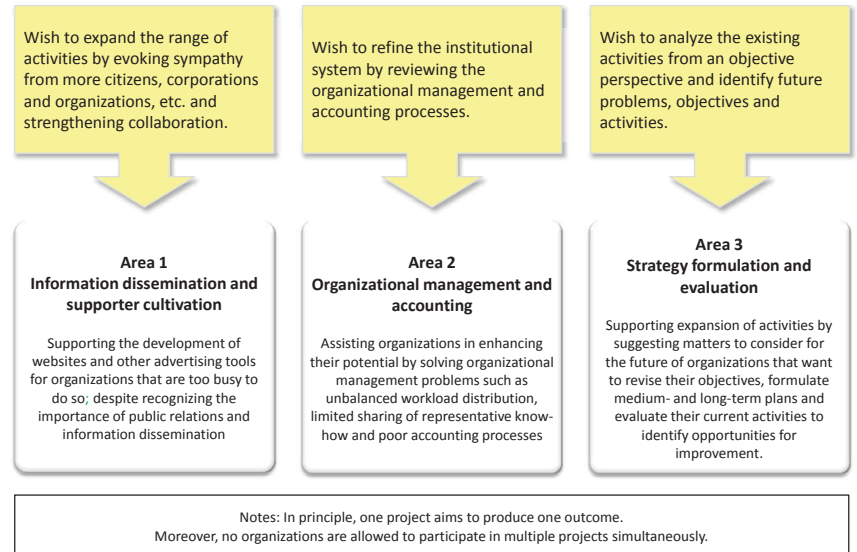 Wish to expand the range of
activities by evoking sympathy
from more citizens, corporations
and organizations, etc. and
strengthening collaboration.
Wish to refine the institutional
system by reviewing the
organizational management and
accounting processes.
Wish to analyze the existing
activities from an objective
perspective and identify future
problems, objectives and
activities.
Area 1
Information dissemination and
supporter cultivation
Supporting the development of
websites and other advertising tools
for organizations that are too busy to
do so; despite recognizing the
importance of public relations and
information dissemination
Area 2
Organizational management and
accounting
Assisting organizations in enhancing
their potential by solving organizational
management problems such as
unbalanced workload distribution,
limited sharing of representative know-
how and poor accounting processes
Area 3
Strategy formulation and
evaluation
Supporting expansion of activities by
suggesting matters to consider for
the future of organizations that want
to revise their objectives, formulate
medium- and long-term plans and
evaluate their current activities to
identify opportunities for
improvement.
Notes: In principle, one project aims to produce one outcome.
Moreover, no organizations are allowed to participate in multiple projects simultaneously.